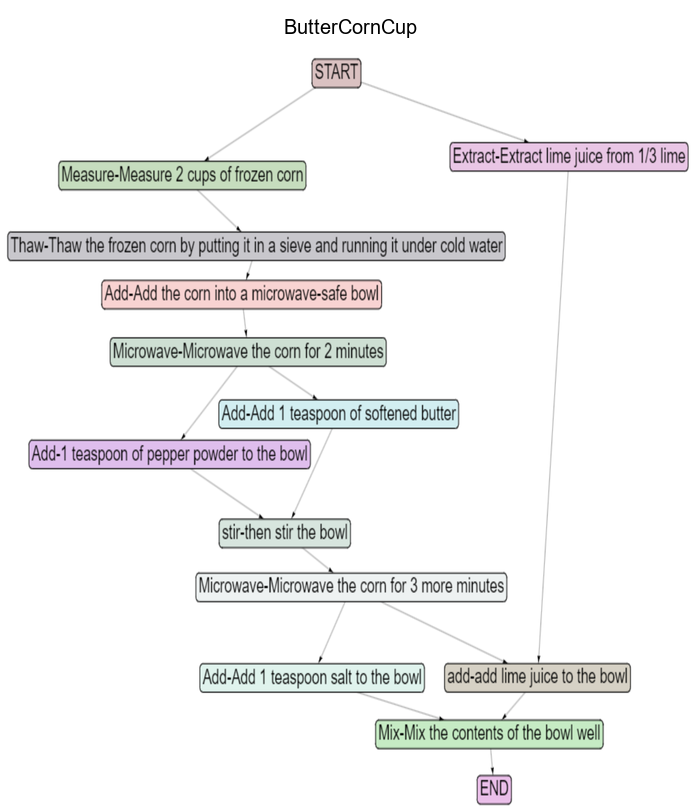 ButterCornCup
START
Extract-Extract lime juice from 1/3 lime
Measure-Measure 2 cups of frozen corn
Thaw-Thaw the frozen corn by putting it in a sieve and running it under cold water
Add-Add the corn into a microwave-safe bowl
Microwave-Microwave the corn for 2 minutes
Add-Add 1 teaspoon of softened butter
Add-1 teaspoon of pepper powder to the bowl
stir-then stir the bowl
Microwave-Microwave the corn for 3 more minutes
Add-Add 1 teaspoon salt to the bowl
add-add lime juice to the bowl
Mix-Mix the contents of the bowl well
END